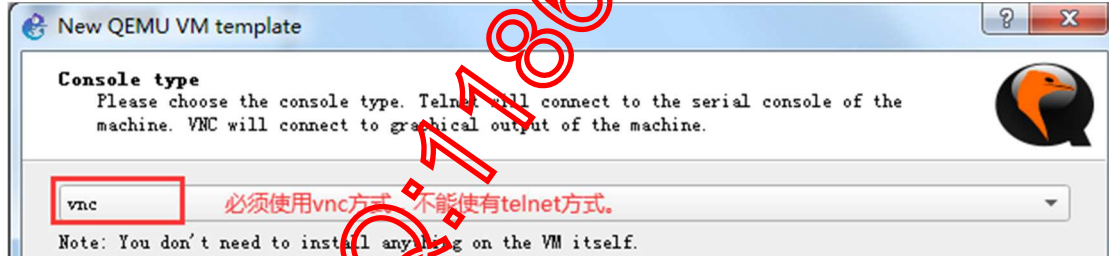 New QEMU VM template
Console type
Please choose the console type. Telnet will connect to the serial console of the
machine. VNC will connect to graphical output of the machine.
vnc
必须使用vnc方式 不能使有telnet方式。
Note: You don't need to install anything on the VM itself.
Q:1186